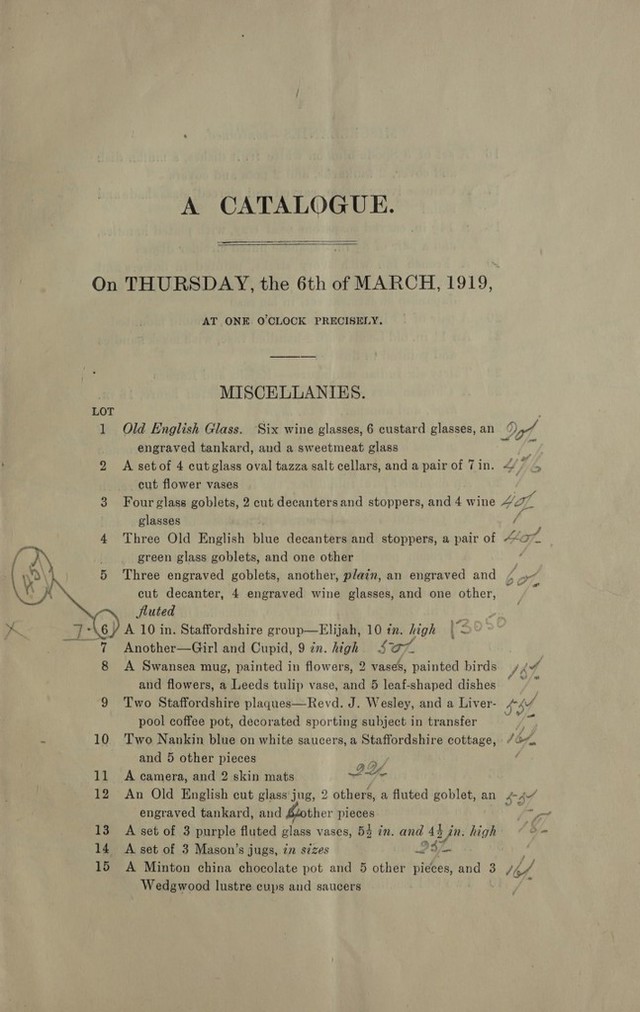 A CATALOGUE.
On THURSDAY, the 6th of MARCH, 1919,
AT ONE O'CLOCK PRECISELY.
MISCELLANIES.
LOT
1 Old English Glass. Six wine glasses, 6 custard glasses, an
engraved tankard, and a sweetmeat glass
2 A set of 4 cut glass oval tazza salt cellars, and a pair of 7 in.
cut flower vases
3 Four glass goblets, 2 cut decanters and stoppers, and 4 wine
glasses
4 Three Old English blue decanters and stoppers, a pair of
green glass goblets, and one other
5 Three engraved goblets, another, plain, an engraved and
cut decanter, 4 engraved wine glasses, and one other,
fluted
6 A 10 in. Staffordshire group—Elijah, 10 in. high
7 Another—Girl and Cupid, 9 in. high
8 A Swansea mug, painted in flowers, 2 vases, painted birds
and flowers, a Leeds tulip vase, and 5 leaf-shaped dishes
9 Two Staffordshire plaques—Revd. J. Wesley, and a Liver-
pool coffee pot, decorated sporting subject in transfer
10 Two Nankin blue on white saucers, a Staffordshire cottage,
and 5 other pieces
11 A camera, and 2 skin mats
12 An Old English cut glass jug, 2 others, a fluted goblet, an
engraved tankard, and other pieces
13 A set of 3 purple fluted glass vases, 5½ in. and 4½ in. high
14 A set of 3 Mason's jugs, in sizes
15 A Minton china chocolate pot and 5 other pieces, and 3
Wedgwood lustre cups and saucers